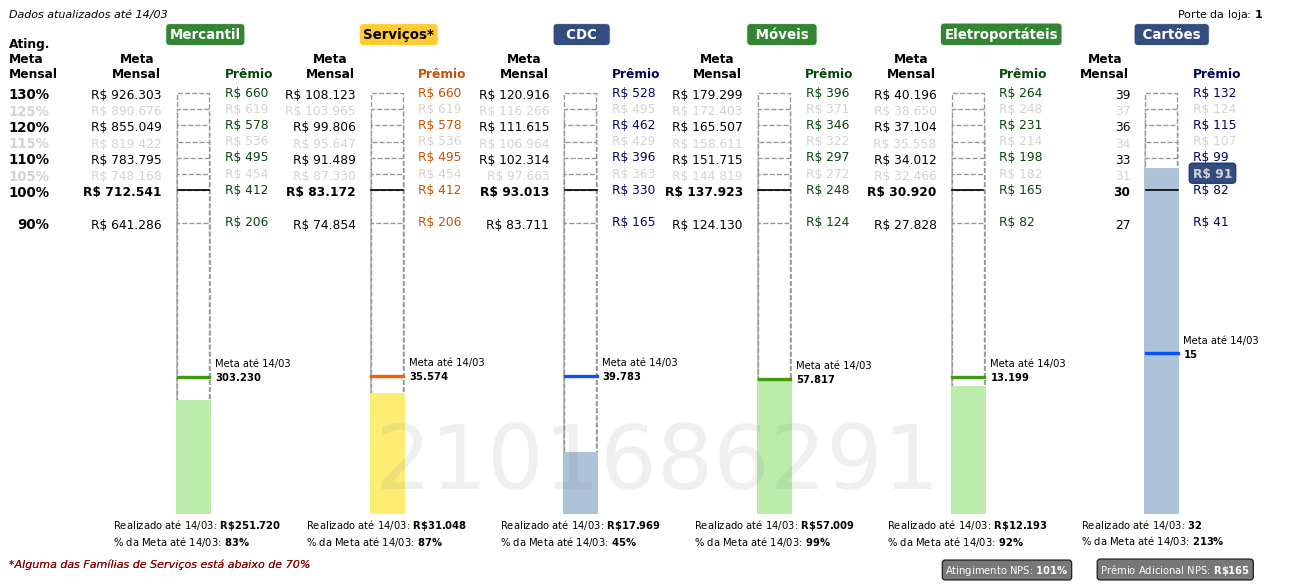 Dados atualizados até 14/03
Porte da loja: 1
Mercantil Serviços* CDC Móveis Eletroportáteis Cartões
Ating.
Meta Meta Meta Meta Meta Meta Meta
Mensal Mensal Prêmio Mensal Prêmio Mensal Prêmio Mensal Prêmio Mensal Prêmio Mensal Prêmio
130% R$ 926.303 R$ 660 R$ 108.123 R$ 660 R$ 120.916 R$ 528 R$ 179.299 R$ 396 R$ 40.196 R$ 264 39 R$ 132
125% R$ 890.676 R$ 619 R$ 103.965 R$ 619 R$ 116.266 R$ 495 R$ 172.403 R$ 371 R$ 38.650 R$ 248 37 R$ 124
120% R$ 855.049 R$ 578 R$ 99.806 R$ 578 R$ 111.615 R$ 462 R$ 165.507 R$ 346 R$ 37.104 R$ 231 36 R$ 115
115% R$ 819.422 R$ 536 R$ 95.647 R$ 536 R$ 106.964 R$ 429 R$ 158.611 R$ 322 R$ 35.558 R$ 214 34 R$ 107
110% R$ 783.795 R$ 495 R$ 91.489 R$ 495 R$ 102.314 R$ 396 R$ 151.715 R$ 297 R$ 34.012 R$ 198 33 R$ 99
105% R$ 748.168 R$ 454 R$ 87.330 R$ 454 R$ 97.663 R$ 363 R$ 144.819 R$ 272 R$ 32.466 R$ 182 31 R$ 91
100% R$ 712.541 R$ 412 R$ 83.172 R$ 412 R$ 93.013 R$ 330 R$ 137.923 R$ 248 R$ 30.920 R$ 165 30 R$ 82
90% R$ 641.286 R$ 206 R$ 74.854 R$ 206 R$ 83.711 R$ 165 R$ 124.130 R$ 124 R$ 27.828 R$ 82 27 R$ 41
Meta até 14/03 Meta até 14/03 Meta até 14/03 Meta até 14/03 Meta até 14/03 Meta até 14/03
303.230 35.574 39.783 57.817 13.199 15
2101686291
Realizado até 14/03: R$251.720 Realizado até 14/03: R$31.048 Realizado até 14/03: R$17.969 Realizado até 14/03: R$57.009 Realizado até 14/03: R$12.193 Realizado até 14/03: 32
% da Meta até 14/03: 83% % da Meta até 14/03: 87% % da Meta até 14/03: 45% % da Meta até 14/03: 99% % da Meta até 14/03: 92% % da Meta até 14/03: 213%
*Alguma das Famílias de Serviços está abaixo de 70%
Atingimento NPS: 101% Prêmio Adicional NPS: R$165